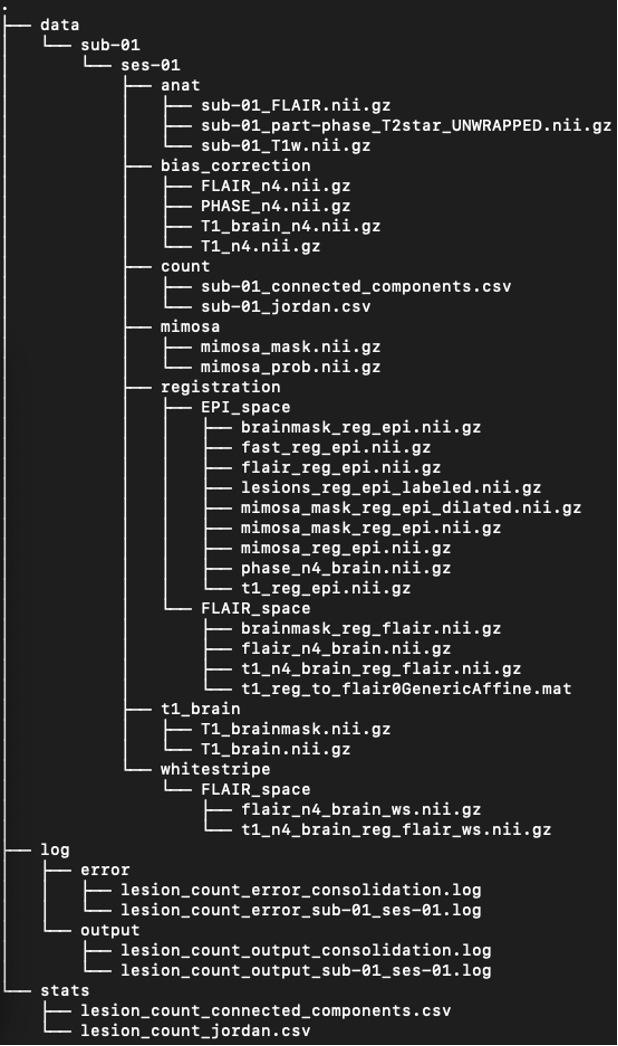 .
├── data
│   └── sub-01
│       └── ses-01
│           ├── anat
│           │   ├── sub-01_FLAIR.nii.gz
│           │   ├── sub-01_part-phase_T2star_UNWRAPPED.nii.gz
│           │   └── sub-01_T1w.nii.gz
│           ├── bias_correction
│           │   ├── FLAIR_n4.nii.gz
│           │   ├── PHASE_n4.nii.gz
│           │   ├── T1_brain_n4.nii.gz
│           │   └── T1_n4.nii.gz
│           ├── count
│           │   ├── sub-01_connected_components.csv
│           │   └── sub-01_jordan.csv
│           ├── mimosa
│           │   ├── mimosa_mask.nii.gz
│           │   └── mimosa_prob.nii.gz
│           ├── registration
│           │   ├── EPI_space
│           │   │   ├── brainmask_reg_epi.nii.gz
│           │   │   ├── fast_reg_epi.nii.gz
│           │   │   ├── flair_reg_epi.nii.gz
│           │   │   ├── lesions_reg_epi_labeled.nii.gz
│           │   │   ├── mimosa_mask_reg_epi_dilated.nii.gz
│           │   │   ├── mimosa_mask_reg_epi.nii.gz
│           │   │   ├── mimosa_reg_epi.nii.gz
│           │   │   ├── phase_n4_brain.nii.gz
│           │   │   └── t1_reg_epi.nii.gz
│           │   └── FLAIR_space
│           │       ├── brainmask_reg_flair.nii.gz
│           │       ├── flair_n4_brain.nii.gz
│           │       ├── t1_n4_brain_reg_flair.nii.gz
│           │       └── t1_reg_to_flair0GenericAffine.mat
│           ├── t1_brain
│           │   ├── T1_brainmask.nii.gz
│           │   └── T1_brain.nii.gz
│           └── whitestripe
│               └── FLAIR_space
│                   ├── flair_n4_brain_ws.nii.gz
│                   └── t1_n4_brain_reg_flair_ws.nii.gz
├── log
│   ├── error
│   │   ├── lesion_count_error_consolidation.log
│   │   └── lesion_count_error_sub-01_ses-01.log
│   └── output
│       ├── lesion_count_output_consolidation.log
│       └── lesion_count_output_sub-01_ses-01.log
└── stats
    ├── lesion_count_connected_components.csv
    └── lesion_count_jordan.csv